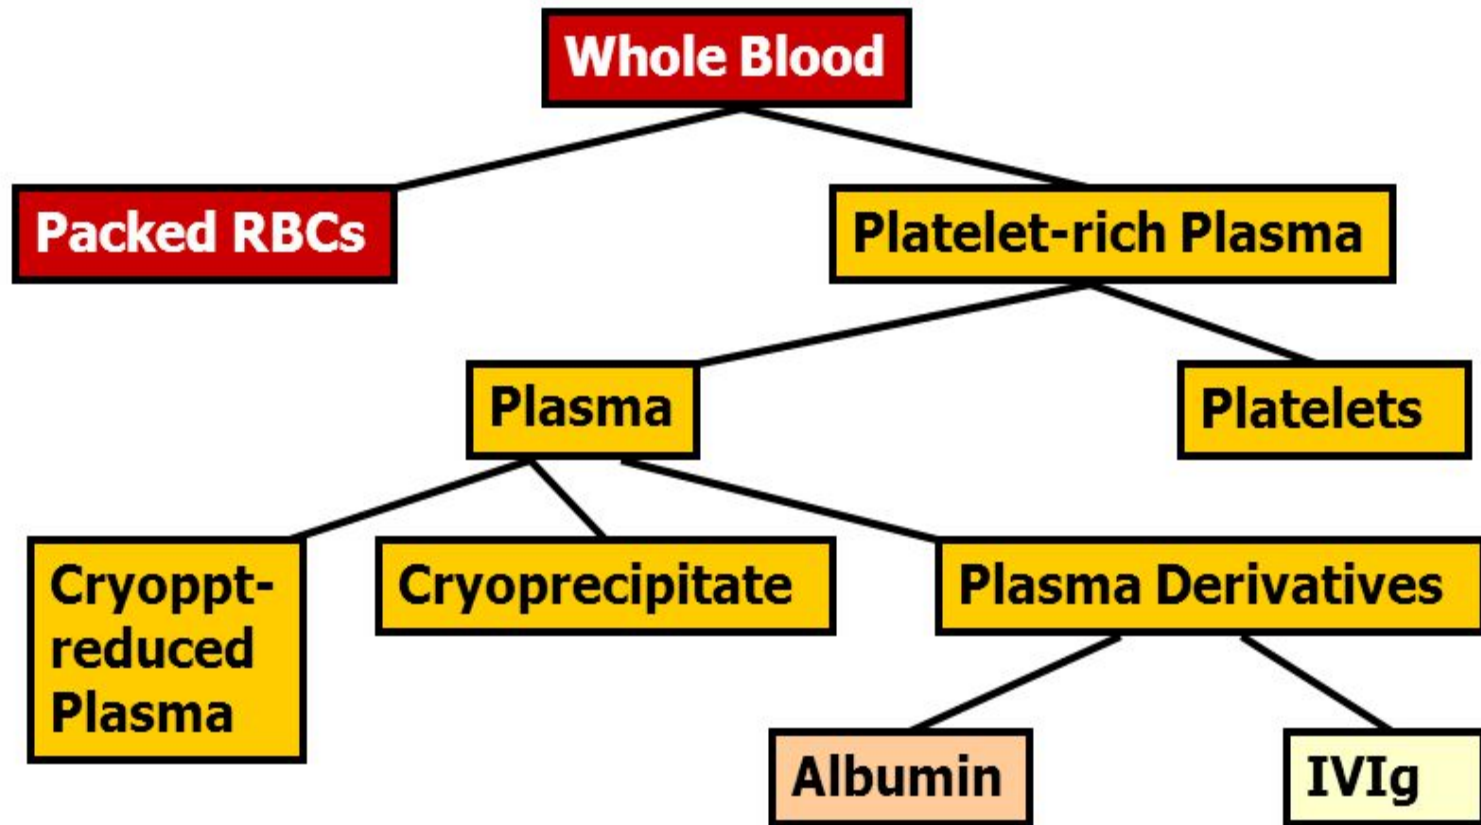 Whole Blood
Packed RBCs
Platelet-rich Plasma
Plasma
Platelets
Cryoppt-
reduced
Plasma
Cryoprecipitate
Plasma Derivatives
Albumin
IVIg